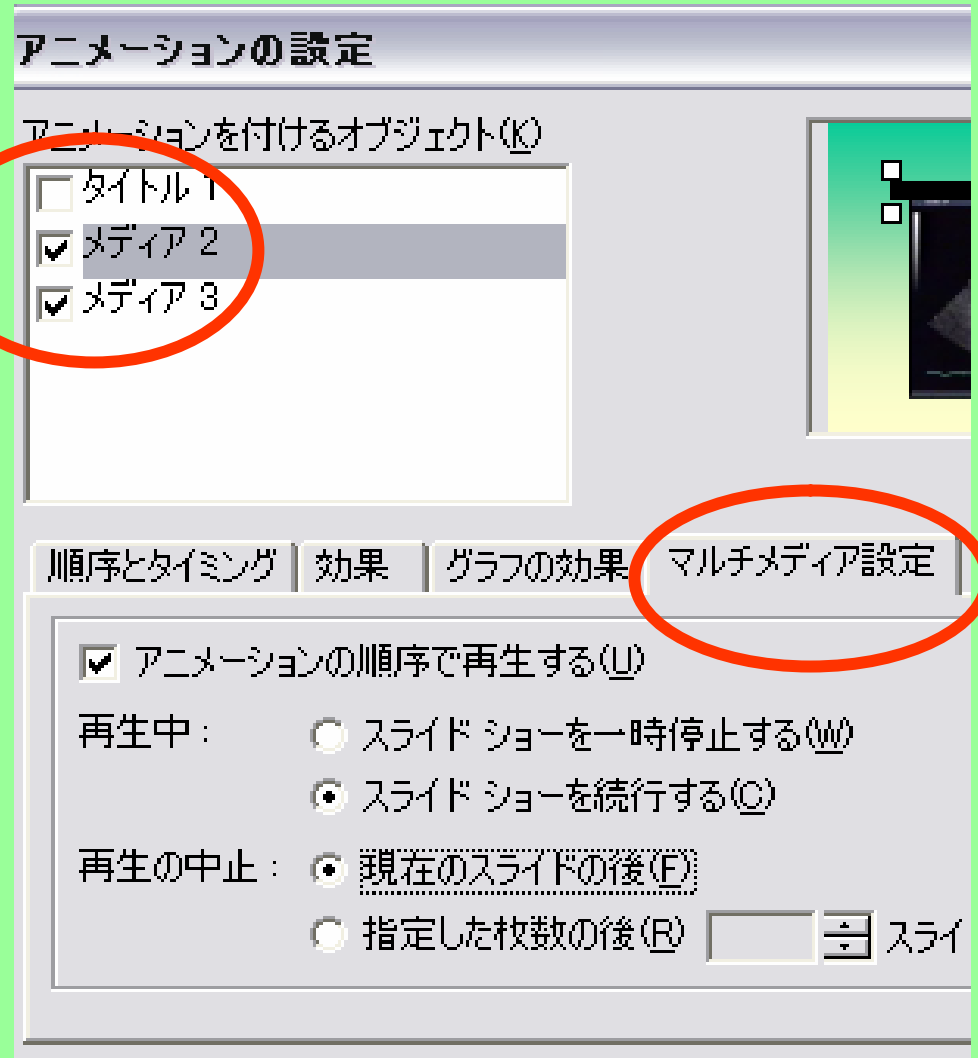 アニメーションの設定
アニメーションを付けるオブジェクト(K)
タイトル 1
メディア 2
メディア 3
順序とタイミング 効果 グラフの効果 マルチメディア設定
アニメーションの順序で再生する(U)
再生中 : スライド ショーを一時停止する(W)
スライド ショーを続行する(C)
再生の中止 : 現在のスライドの後(F)
指定した枚数の後(R) スライ